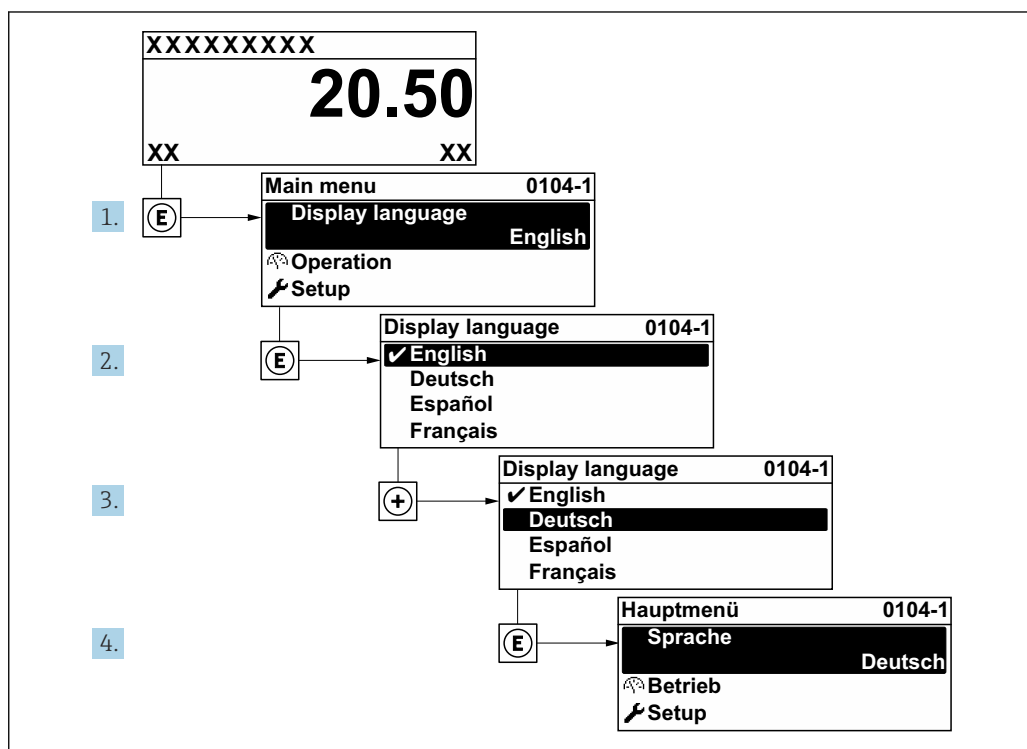 XXXXXXXXX
20.50
XX XX
1. E
Main menu 0104-1
Display language
English
Operation
Setup
2. E
Display language 0104-1
✔English
Deutsch
Español
Français
3. +
Display language 0104-1
✔English
Deutsch
Español
Français
4. E
Hauptmenü 0104-1
Sprache
Deutsch
Betrieb
Setup